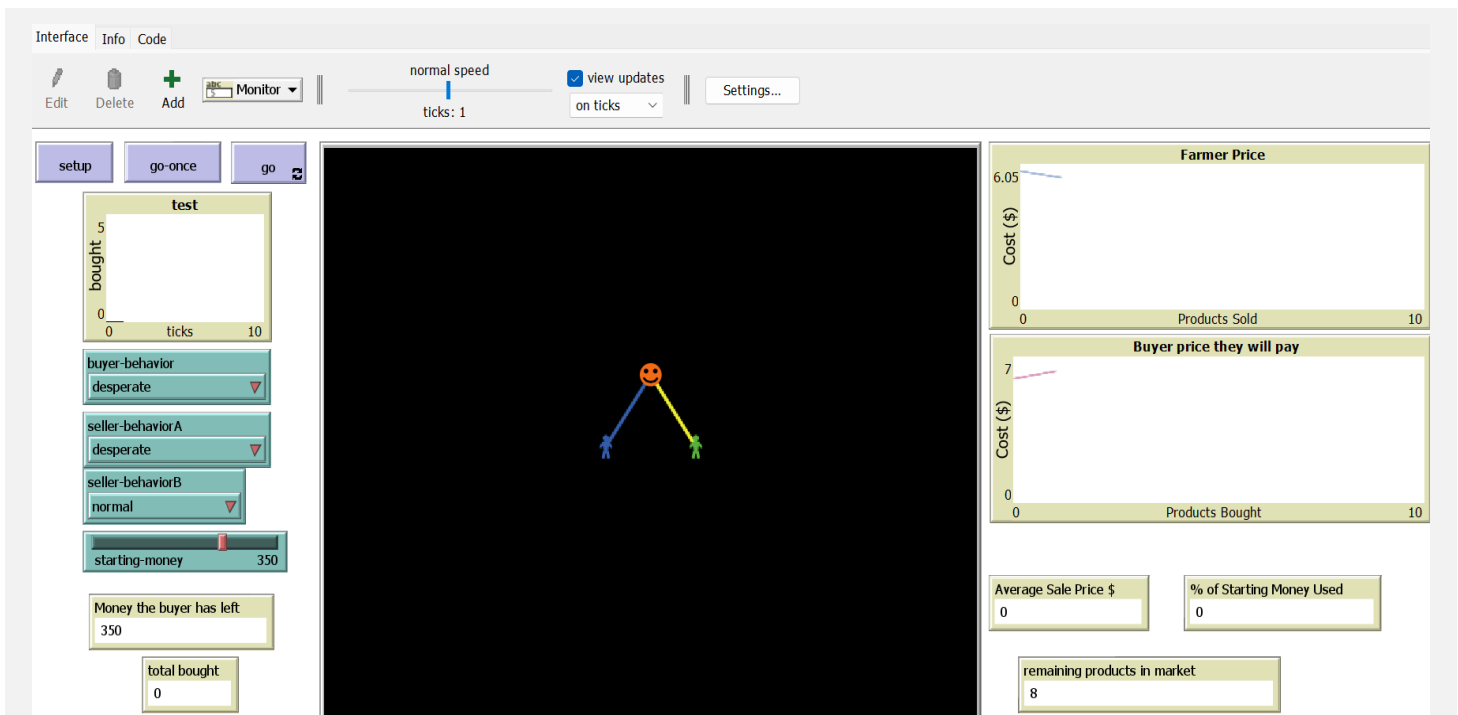 Interface Info Code
normal speed
view updates
Edit Delete Add Monitor
ticks: 1
on ticks
Settings...
setup go-once go
test
5
bought
0
0 ticks 10
buyer-behavior
desperate
seller-behaviorA
desperate
seller-behaviorB
normal
starting-money 350
Money the buyer has left
350
total bought
0
Farmer Price
6.05
Cost ($)
0
0 Products Sold 10
Buyer price they will pay
7
Cost ($)
0
0 Products Bought 10
Average Sale Price $
0
% of Starting Money Used
0
remaining products in market
8